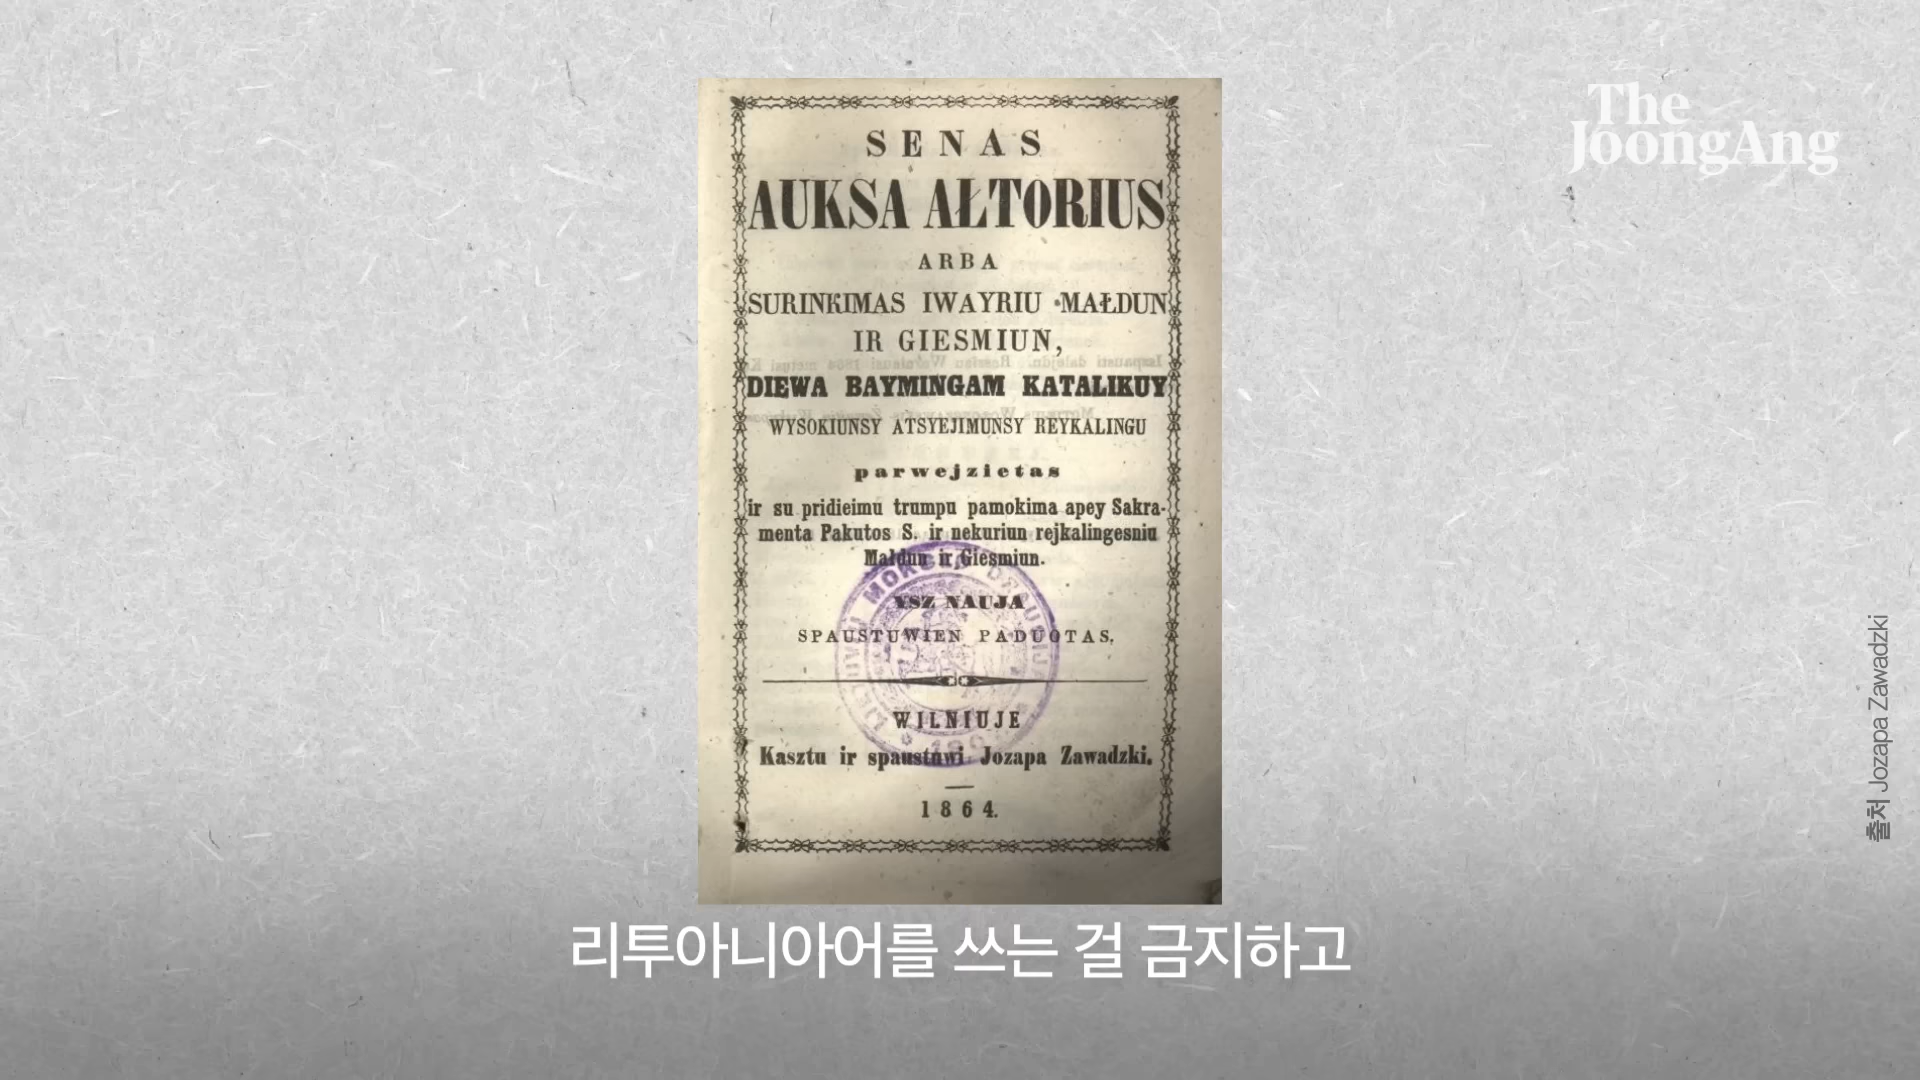 The
JoongAng
SENAS
AUKSA AŁTORIUS
ARBA
SURINKIMAS IWAYRIU MAŁDUN
IR GIESMIUN,
DIEWA BAYMINGAM KATALIKUY
WYSOKIUNSY ATSYEJIMUNSY REYKALINGU
parwejzietas
ir su pridieimu trumpu pamokima apey Sakra-
menta Pakutos S. ir nekuriun rejkalingesniu
Małdun ir Giesmiun.
YSZ NAUJA
SPAUSTUWIEN PADUOTAS.
WILNIUJE
Kasztu ir spaustuwi Jozapa Zawadzki.
1864.
출처 Jozapa Zawadzki
리투아니아어를 쓰는 걸 금지하고